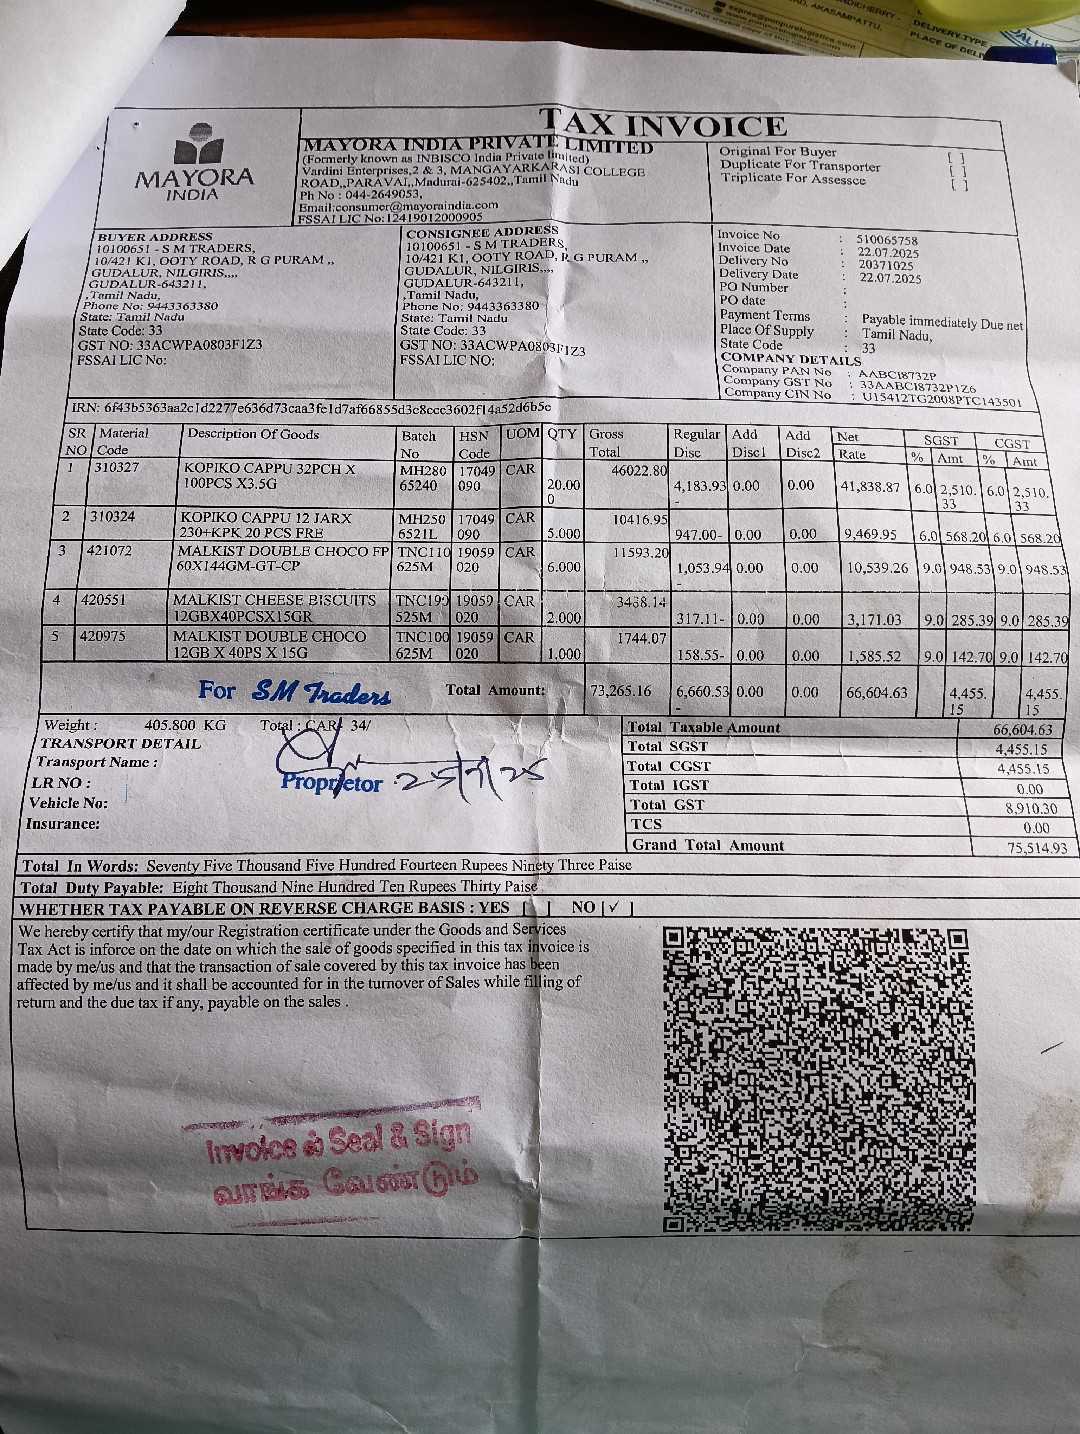 TAX INVOICE
MAYORA
INDIA
MAYORA INDIA PRIVATE LIMITED
(Formerly known as INBISCO India Private limited)
Vardini Enterprises,2 & 3, MANGAYARKARASI COLLEGE
ROAD,,PARAVAI,,Madurai-625402,,Tamil Nadu
Ph No : 044-2649053,
Email:consumer@mayoraindia.com
FSSAI LIC No:12419012000905
Original For Buyer [ ]
Duplicate For Transporter [ ]
Triplicate For Assessce [ ]
BUYER ADDRESS
10100651 - S M TRADERS,
10/421 K1, OOTY ROAD, R G PURAM ,,
GUDALUR, NILGIRIS,,,,
GUDALUR-643211,
,Tamil Nadu,
Phone No: 9443363380
State: Tamil Nadu
State Code: 33
GST NO: 33ACWPA0803F1Z3
FSSAI LIC No:
CONSIGNEE ADDRESS
10100651 - S M TRADERS,
10/421 K1, OOTY ROAD, R G PURAM ,,
GUDALUR, NILGIRIS,,,,
GUDALUR-643211,
,Tamil Nadu,
Phone No: 9443363380
State: Tamil Nadu
State Code: 33
GST NO: 33ACWPA0803F1Z3
FSSAI LIC NO:
Invoice No : 510065758
Invoice Date : 22.07.2025
Delivery No : 20371025
Delivery Date : 22.07.2025
PO Number :
PO date :
Payment Terms : Payable immediately Due net
Place Of Supply : Tamil Nadu,
State Code : 33
COMPANY DETAILS
Company PAN No : AABCI8732P
Company GST No : 33AABCI8732P1Z6
Company CIN No : U15412TG2008PTC143501
IRN: 6f43b5363aa2c1d2277e636d73caa3fe1d7af66855d3c8ccc3602f14a52d6b5c
SR NO Material Code Description Of Goods Batch No HSN Code UOM QTY Gross Total Regular Disc Add Disc1 Add Disc2 Net Rate SGST % Amt CGST % Amt
1 310327 KOPIKO CAPPU 32PCH X MH280 17049 CAR 46022.80
100PCS X3.5G 65240 090 20.00 4,183.93 0.00 0.00 41,838.87 6.0 2,510. 6.0 2,510.
0 - 33 33
2 310324 KOPIKO CAPPU 12 JARX MH250 17049 CAR 10416.95
230+KPK 20 PCS FRE 6521L 090 5.000 947.00- 0.00 0.00 9,469.95 6.0 568.20 6.0 568.20
3 421072 MALKIST DOUBLE CHOCO FP TNC110 19059 CAR 11593.20
60X144GM-GT-CP 625M 020 6.000 1,053.94 0.00 0.00 10,539.26 9.0 948.53 9.0 948.53
-
4 420551 MALKIST CHEESE BISCUITS TNC199 19059 CAR 3488.14
12GBX40PCSX15GR 525M 020 2.000 317.11- 0.00 0.00 3,171.03 9.0 285.39 9.0 285.39
5 420975 MALKIST DOUBLE CHOCO TNC100 19059 CAR 1744.07
12GB X 40PS X 15G 625M 020 1.000 158.55- 0.00 0.00 1,585.52 9.0 142.70 9.0 142.70
For SM Traders
Total Amount: 73,265.16 6,660.53 0.00 0.00 66,604.63 4,455. 4,455.
- 15 15
Weight : 405.800 KG Total : CAR/ 34/
TRANSPORT DETAIL
Transport Name :
LR NO :
Vehicle No:
Insurance:
Proprietor 25/7/25
Total Taxable Amount 66,604.63
Total SGST 4,455.15
Total CGST 4,455.15
Total IGST 0.00
Total GST 8,910.30
TCS 0.00
Grand Total Amount 75,514.93
Total In Words: Seventy Five Thousand Five Hundred Fourteen Rupees Ninety Three Paise
Total Duty Payable: Eight Thousand Nine Hundred Ten Rupees Thirty Paise
WHETHER TAX PAYABLE ON REVERSE CHARGE BASIS : YES [ ] NO [✓ ]
We hereby certify that my/our Registration certificate under the Goods and Services
Tax Act is inforce on the date on which the sale of goods specified in this tax invoice is
made by me/us and that the transaction of sale covered by this tax invoice has been
affected by me/us and it shall be accounted for in the turnover of Sales while filling of
return and the due tax if any, payable on the sales .
Invoice ல் Seal & Sign
வாங்க வேண்டும்